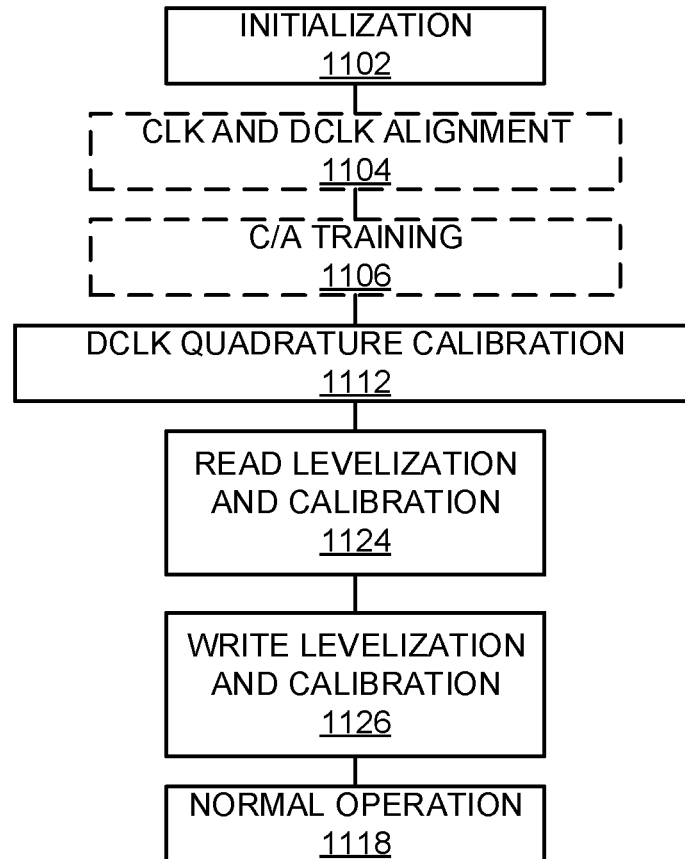 INITIALIZATION
1102
CLK AND DCLK ALIGNMENT
1104
C/A TRAINING
1106
DCLK QUADRATURE CALIBRATION
1112
READ LEVELIZATION
AND CALIBRATION
1124
WRITE LEVELIZATION
AND CALIBRATION
1126
NORMAL OPERATION
1118